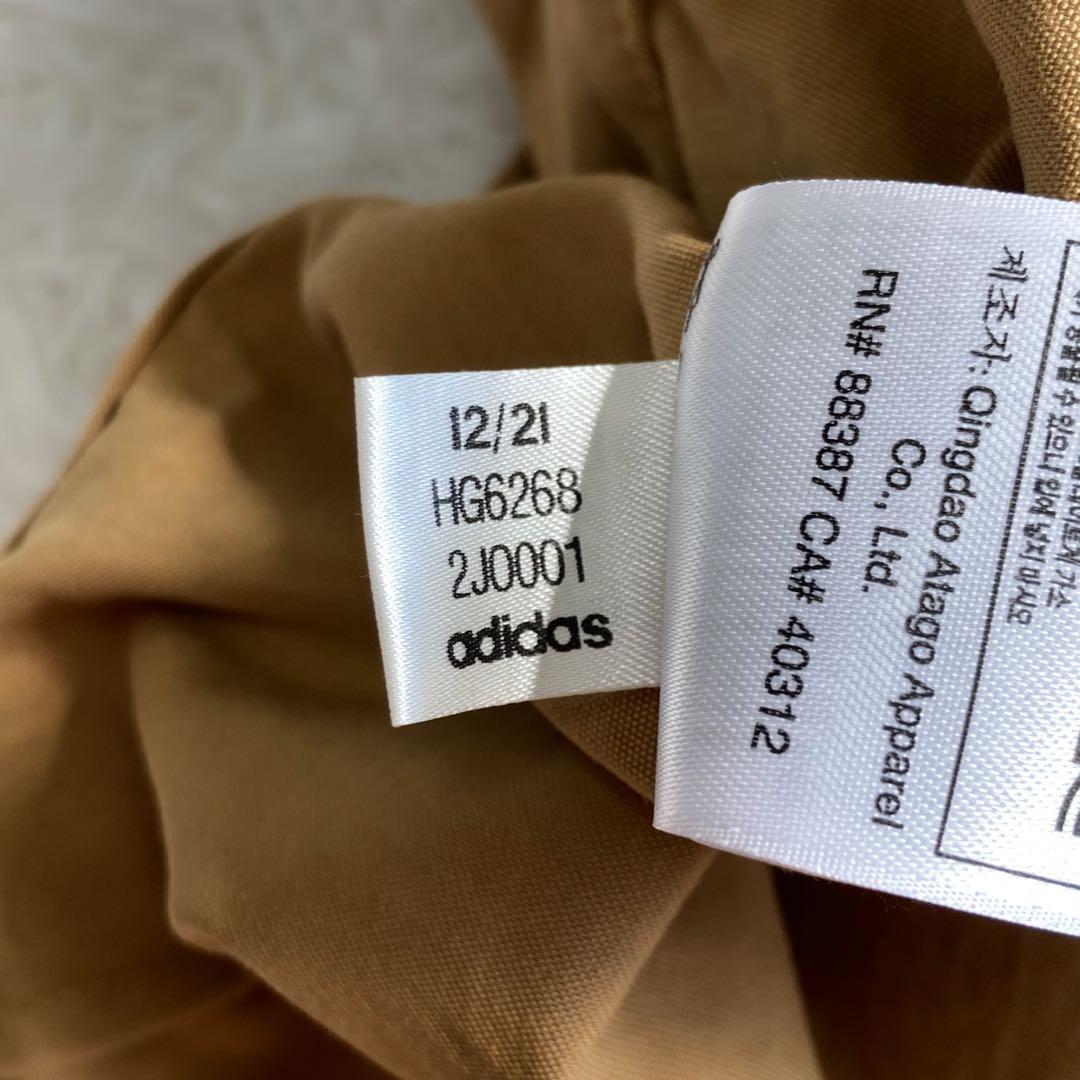 12/21
HG6268
2J0001
adidas
RN# 88387 CA# 40312
제조자: Qingdao Atago Apparel
Co., Ltd.